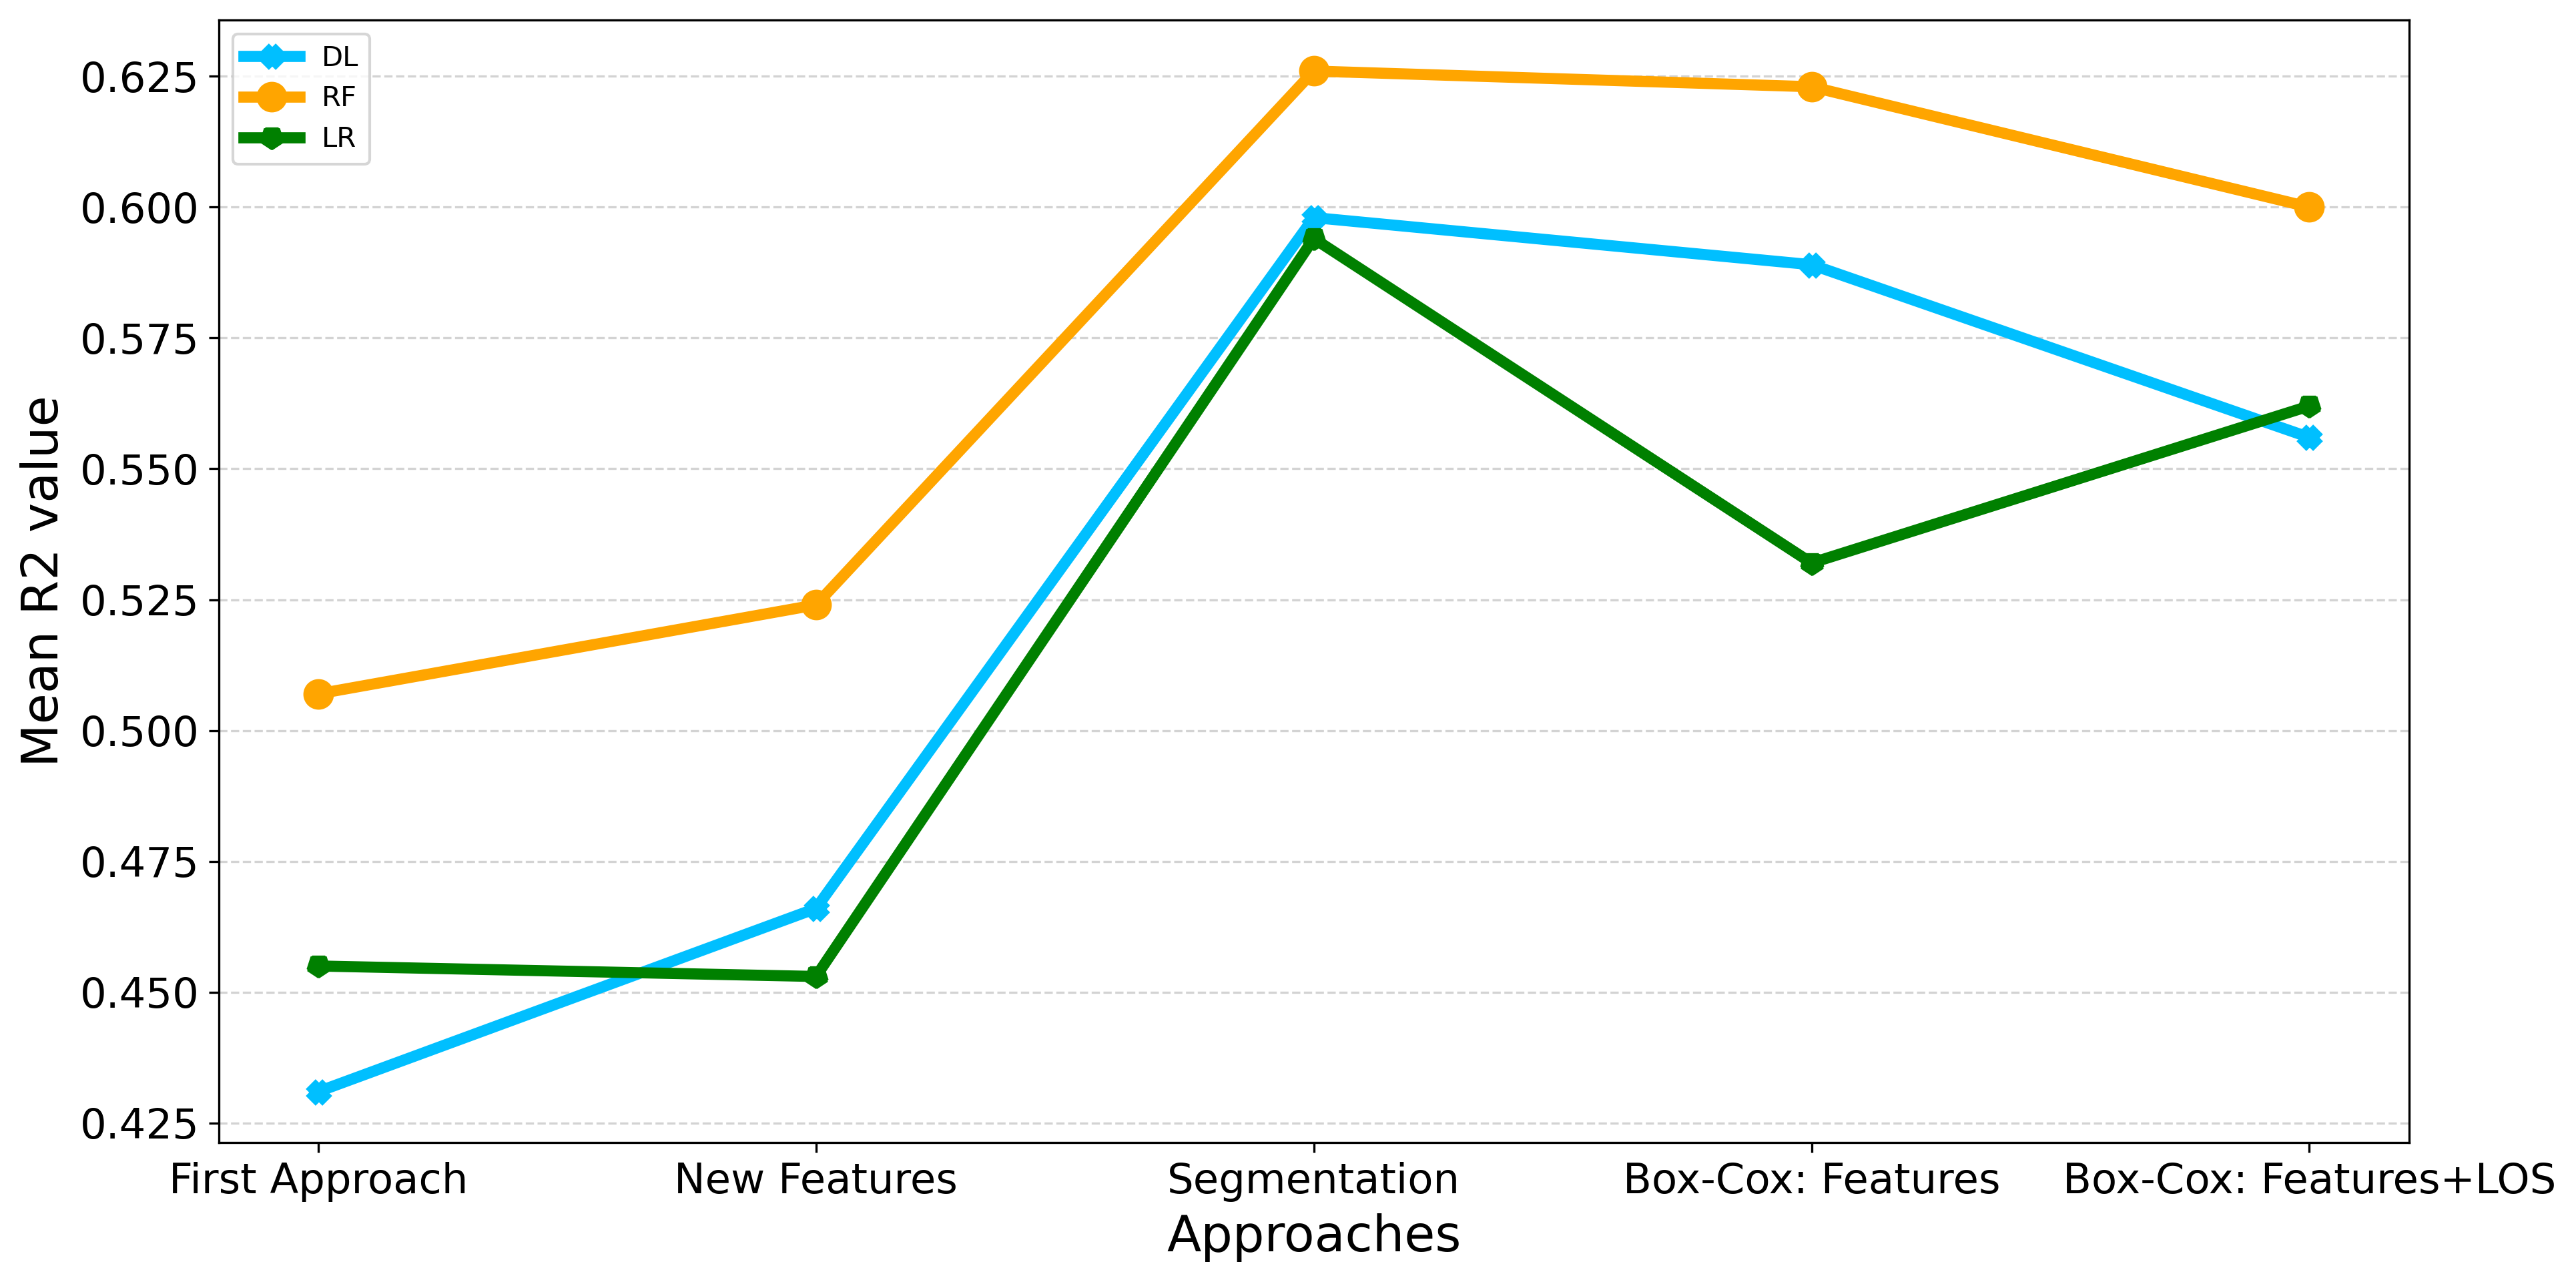 DL
RF
LR
0.625
0.600
0.575
0.550
0.525
0.500
0.475
0.450
0.425
Mean R2 value
First Approach New Features Segmentation Box-Cox: Features Box-Cox: Features+LOS
Approaches